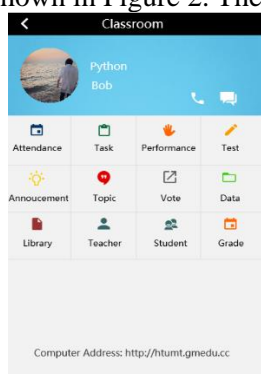 nown in Figure 2. The
Classroom
Python
Bob
Attendance Task Performance Test
Annoucement Topic Vote Data
Library Teacher Student Grade
Computer Address: http://htumt.gmedu.cc